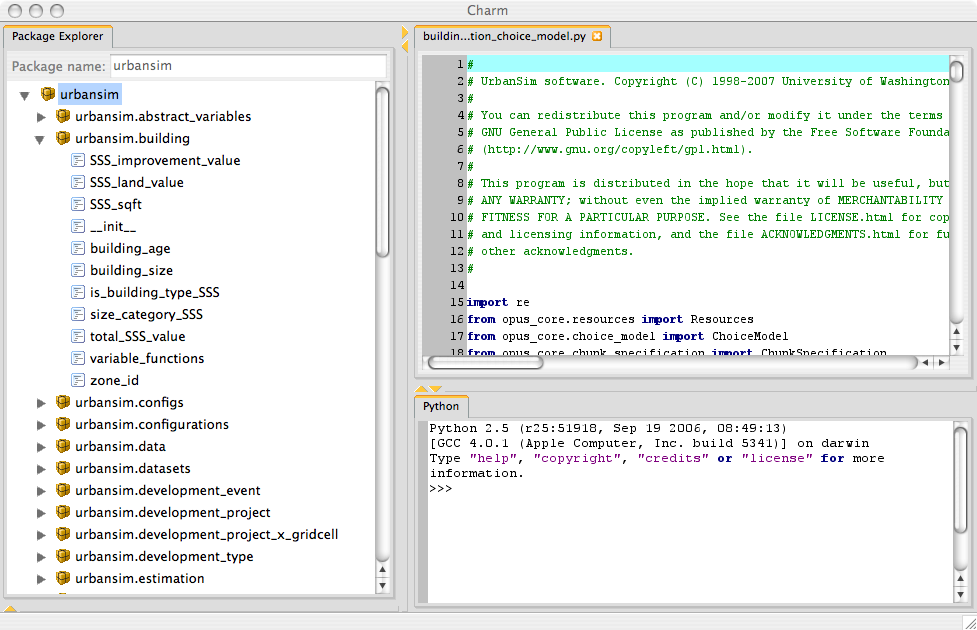 Charm
Package Explorer
Package name: urbansim
urbansim
urbansim.abstract_variables
urbansim.building
SSS_improvement_value
SSS_land_value
SSS_sqft
__init__
building_age
building_size
is_building_type_SSS
size_category_SSS
total_SSS_value
variable_functions
zone_id
urbansim.configs
urbansim.configurations
urbansim.data
urbansim.datasets
urbansim.development_event
urbansim.development_project
urbansim.development_project_x_gridcell
urbansim.development_type
urbansim.estimation
buildin...tion_choice_model.py
1 #
2 # UrbanSim software. Copyright (C) 1998-2007 University of Washington
3 #
4 # You can redistribute this program and/or modify it under the terms
5 # GNU General Public License as published by the Free Software Founda
6 # (http://www.gnu.org/copyleft/gpl.html).
7 #
8 # This program is distributed in the hope that it will be useful, but
9 # ANY WARRANTY; without even the implied warranty of MERCHANTABILITY
10 # FITNESS FOR A PARTICULAR PURPOSE. See the file LICENSE.html for cop
11 # and licensing information, and the file ACKNOWLEDGMENTS.html for fu
12 # other acknowledgments.
13 #
14
15 import re
16 from opus_core.resources import Resources
17 from opus_core.choice_model import ChoiceModel
18 from opus_core.chunk_specification import ChunkSpecification
Python
Python 2.5 (r25:51918, Sep 19 2006, 08:49:13)
[GCC 4.0.1 (Apple Computer, Inc. build 5341)] on darwin
Type "help", "copyright", "credits" or "license" for more
information.
>>>